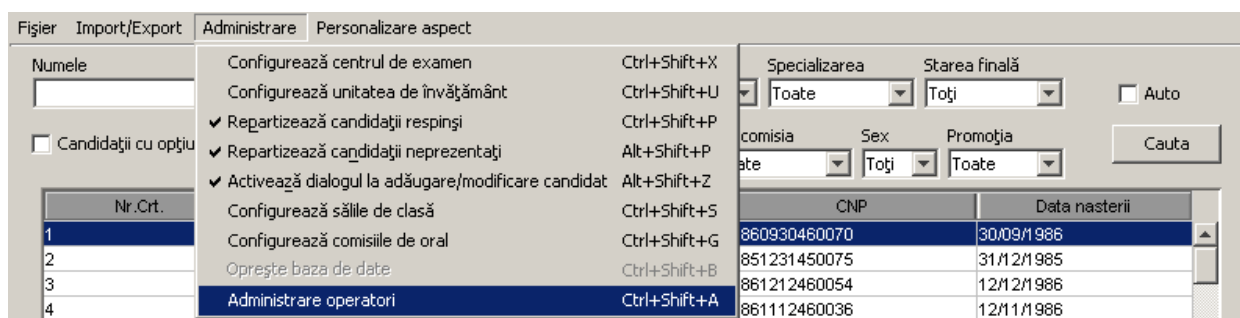 Fişier Import/Export Administrare Personalizare aspect
Numele
Specializarea Starea finală
Toate Toţi Auto
Candidaţii cu opţiu
comisia Sex Promoţia
ate Toţi Toate Cauta
Configurează centrul de examen Ctrl+Shift+X
Configurează unitatea de învăţământ Ctrl+Shift+U
Repartizează candidaţii respinşi Ctrl+Shift+P
Repartizează candidaţii neprezentaţi Alt+Shift+P
Activează dialogul la adăugare/modificare candidat Alt+Shift+Z
Configurează sălile de clasă Ctrl+Shift+S
Configurează comisiile de oral Ctrl+Shift+G
Opreşte baza de date Ctrl+Shift+B
Administrare operatori Ctrl+Shift+A
Nr.Crt. CNP Data nasterii
1 860930460070 30/09/1986
2 851231450075 31/12/1985
3 861212460054 12/12/1986
4 861112460036 12/11/1986